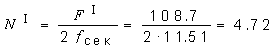 N^I = F^I / (2 f_сек) = 108.7 / (2·11.51) = 4.72